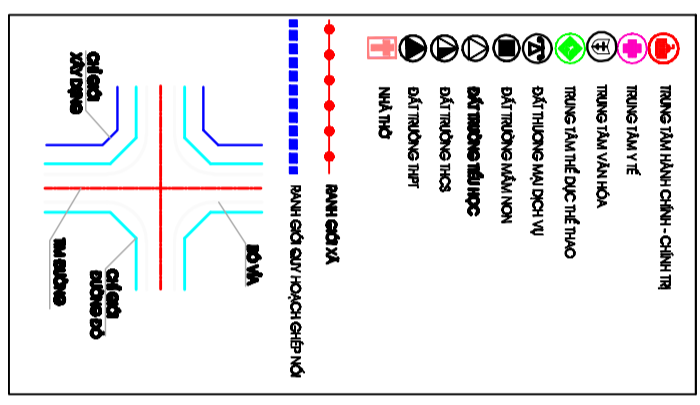 TRUNG TÂM HÀNH CHÍNH - CHÍNH TRỊ
TRUNG TÂM Y TẾ
TRUNG TÂM VĂN HÓA
TRUNG TÂM THỂ DỤC THỂ THAO
ĐẤT THƯƠNG MẠI DỊCH VỤ
ĐẤT TRƯỜNG MẦM NON
ĐẤT TRƯỜNG TIỂU HỌC
ĐẤT TRƯỜNG THCS
ĐẤT TRƯỜNG THPT
NHÀ THỜ
RANH GIỚI XÃ
RANH GIỚI QUY HOẠCH GHÉP NỐI
BÓ VỈA
CHỈ GIỚI
XÂY DỰNG
CHỈ GIỚI
ĐƯỜNG ĐỎ
TIM ĐƯỜNG